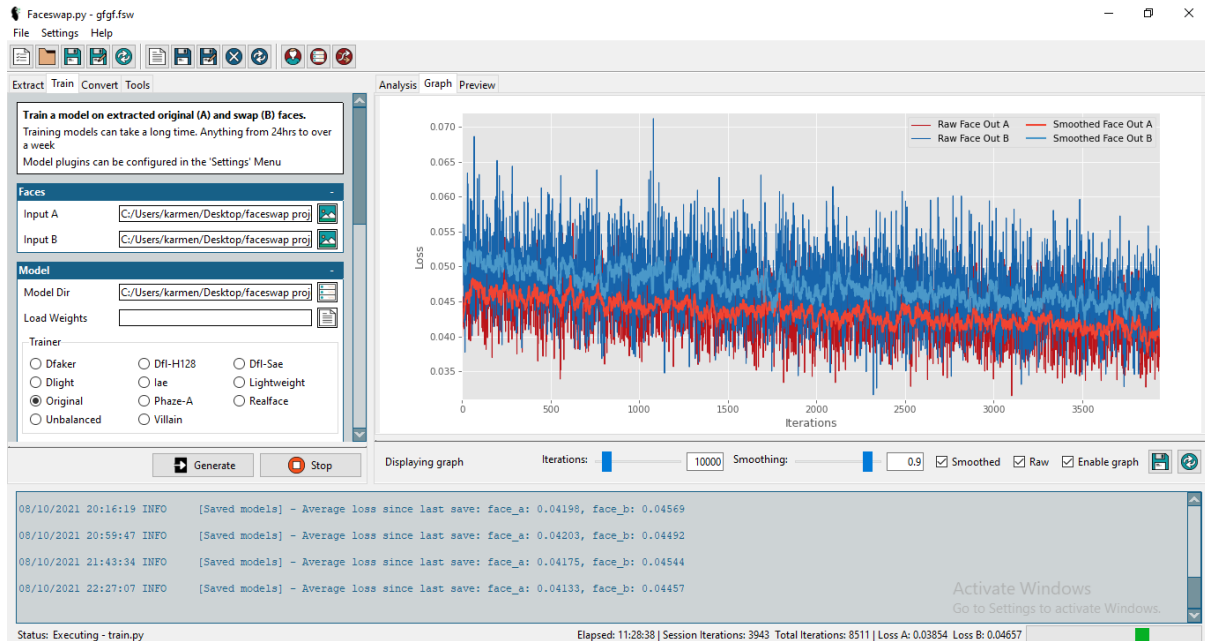 Faceswap.py - gfgf.fsw
File Settings Help
Extract Train Convert Tools
Train a model on extracted original (A) and swap (B) faces.
Training models can take a long time. Anything from 24hrs to over
a week
Model plugins can be configured in the 'Settings' Menu
Faces -
Input A C:/Users/karmen/Desktop/faceswap proj
Input B C:/Users/karmen/Desktop/faceswap proj
Model -
Model Dir C:/Users/karmen/Desktop/faceswap proj
Load Weights
Trainer
Dfaker Dfl-H128 Dfl-Sae
Dlight Iae Lightweight
Original Phaze-A Realface
Unbalanced Villain
Generate Stop
Analysis Graph Preview
Raw Face Out A Smoothed Face Out A
Raw Face Out B Smoothed Face Out B
Loss
0.070
0.065
0.060
0.055
0.050
0.045
0.040
0.035
0 500 1000 1500 2000 2500 3000 3500
Iterations
Displaying graph Iterations: 10000 Smoothing: 0.9 Smoothed Raw Enable graph
08/10/2021 20:16:19 INFO [Saved models] - Average loss since last save: face_a: 0.04198, face_b: 0.04569
08/10/2021 20:59:47 INFO [Saved models] - Average loss since last save: face_a: 0.04203, face_b: 0.04492
08/10/2021 21:43:34 INFO [Saved models] - Average loss since last save: face_a: 0.04175, face_b: 0.04544
08/10/2021 22:27:07 INFO [Saved models] - Average loss since last save: face_a: 0.04133, face_b: 0.04457
Activate Windows
Go to Settings to activate Windows.
Status: Executing - train.py
Elapsed: 11:28:38 | Session Iterations: 3943 Total Iterations: 8511 | Loss A: 0.03854 Loss B: 0.04657